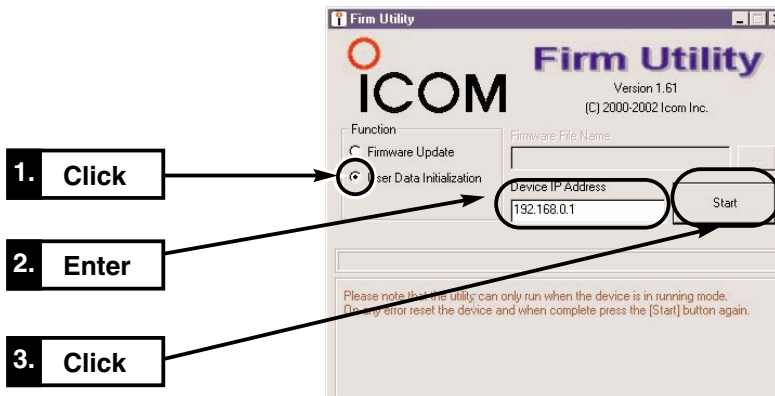 Firm Utility
ICOM
Firm Utility
Version 1.61
(C) 2000-2002 Icom Inc.
Function
Firmware Update
User Data Initialization
Firmware File Name
...
Device IP Address
192.168.0.1
Start
1. Click
2. Enter
3. Click
Please note that the utility can only run when the device is in running mode.
On any error reset the device and when complete press the [Start] button again.